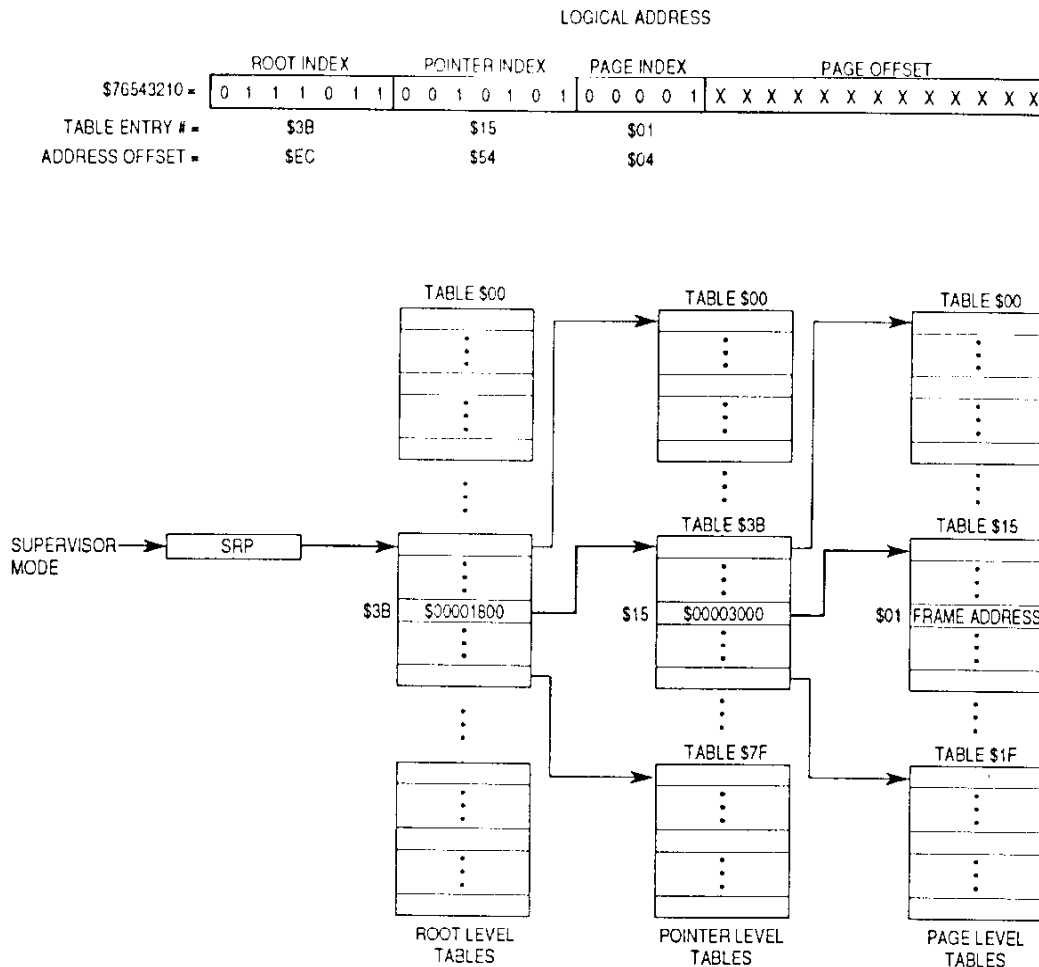 LOGICAL ADDRESS
ROOT INDEX POINTER INDEX PAGE INDEX PAGE OFFSET
$76543210 = 0 1 1 1 0 1 1 0 0 1 0 1 0 1 0 0 0 0 1 X X X X X X X X X X X X X
TABLE ENTRY # = $3B $15 $01
ADDRESS OFFSET = $EC $54 $04
TABLE $00 TABLE $00 TABLE $00
TABLE $3B TABLE $15
SUPERVISOR MODE
SRP
$3B $00001800 $15 $00003000 $01 FRAME ADDRESS
TABLE $7F TABLE $1F
ROOT LEVEL TABLES
POINTER LEVEL TABLES
PAGE LEVEL TABLES